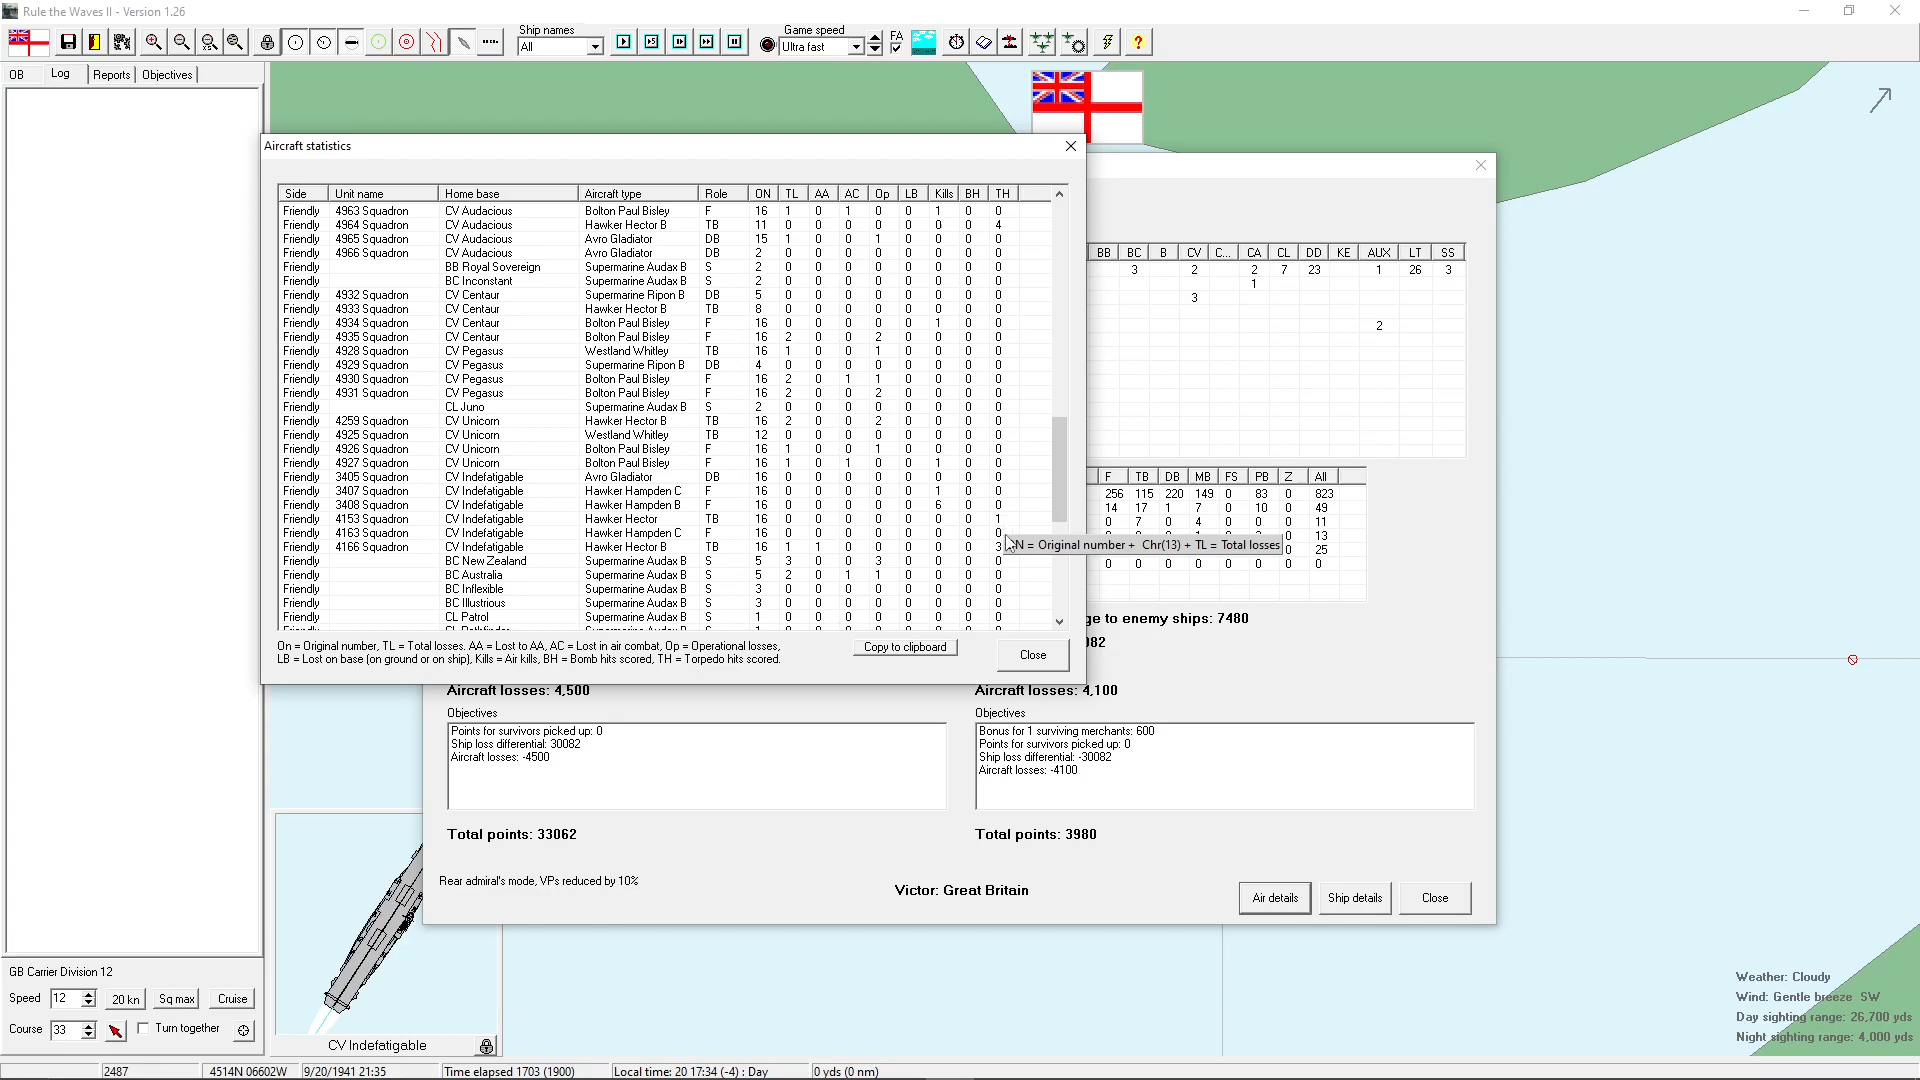 Rule the Waves II - Version 1.26
Ship names
All
Game speed
Ultra fast
FA
OB Log Reports Objectives
Aircraft statistics
Side Unit name Home base Aircraft type Role ON TL AA AC Op LB Kills BH TH
Friendly 4963 Squadron CV Audacious Bolton Paul Bisley F 16 1 0 1 0 0 1 0 0
Friendly 4964 Squadron CV Audacious Hawker Hector B TB 11 0 0 0 0 0 0 0 4
Friendly 4965 Squadron CV Audacious Avro Gladiator DB 15 1 0 0 1 0 0 0 0
Friendly 4966 Squadron CV Audacious Avro Gladiator DB 2 0 0 0 0 0 0 0 0
Friendly BB Royal Sovereign Supermarine Audax B S 2 0 0 0 0 0 0 0 0
Friendly BC Inconstant Supermarine Audax B S 2 0 0 0 0 0 0 0 0
Friendly 4932 Squadron CV Centaur Supermarine Ripon B DB 5 0 0 0 0 0 0 0 0
Friendly 4933 Squadron CV Centaur Hawker Hector B TB 8 0 0 0 0 0 0 0 0
Friendly 4934 Squadron CV Centaur Bolton Paul Bisley F 16 0 0 0 0 0 1 0 0
Friendly 4935 Squadron CV Centaur Bolton Paul Bisley F 16 2 0 0 2 0 0 0 0
Friendly 4928 Squadron CV Pegasus Westland Whitley TB 16 1 0 0 1 0 0 0 0
Friendly 4929 Squadron CV Pegasus Supermarine Ripon B DB 4 0 0 0 0 0 0 0 0
Friendly 4930 Squadron CV Pegasus Bolton Paul Bisley F 16 2 0 1 1 0 0 0 0
Friendly 4931 Squadron CV Pegasus Bolton Paul Bisley F 16 2 0 0 2 0 0 0 0
Friendly CL Juno Supermarine Audax B S 2 0 0 0 0 0 0 0 0
Friendly 4259 Squadron CV Unicorn Hawker Hector B TB 16 2 0 0 2 0 0 0 0
Friendly 4925 Squadron CV Unicorn Westland Whitley TB 12 0 0 0 0 0 0 0 0
Friendly 4926 Squadron CV Unicorn Bolton Paul Bisley F 16 1 0 0 1 0 0 0 0
Friendly 4927 Squadron CV Unicorn Bolton Paul Bisley F 16 1 0 1 0 0 1 0 0
Friendly 3405 Squadron CV Indefatigable Avro Gladiator DB 16 0 0 0 0 0 0 0 0
Friendly 3407 Squadron CV Indefatigable Hawker Hampden C F 16 0 0 0 0 0 1 0 0
Friendly 3408 Squadron CV Indefatigable Hawker Hampden B F 16 0 0 0 0 0 6 0 0
Friendly 4153 Squadron CV Indefatigable Hawker Hector TB 16 0 0 0 0 0 0 0 1
Friendly 4163 Squadron CV Indefatigable Hawker Hampden C F 16 0 0 0 0 0 0 0 0
Friendly 4166 Squadron CV Indefatigable Hawker Hector B TB 16 1 1 0 0 0 0 0 3
Friendly BC New Zealand Supermarine Audax B S 5 3 0 0 3 0 0 0 0
Friendly BC Australia Supermarine Audax B S 5 2 0 1 1 0 0 0 0
Friendly BC Inflexible Supermarine Audax B S 3 0 0 0 0 0 0 0 0
Friendly BC Illustrious Supermarine Audax B S 3 0 0 0 0 0 0 0 0
Friendly CL Patrol Supermarine Audax B S 1 0 0 0 0 0 0 0 0
On = Original number, TL = Total losses. AA = Lost to AA, AC = Lost in air combat, Op = Operational losses,
LB = Lost on base (on ground or on ship), Kills = Air kills, BH = Bomb hits scored, TH = Torpedo hits scored.
Copy to clipboard
Close
N = Original number + Chr(13) + TL = Total losses
BB BC B CV C... CA CL DD KE AUX LT SS
3 2 2 7 23 1 26 3
1
3
2
F TB DB MB FS PB Z All
256 115 220 149 0 83 0 823
14 17 1 7 0 10 0 49
0 7 0 4 0 0 0 11
13
0 25
0 0 0 0 0 0 0 0
ge to enemy ships: 7480
082
Aircraft losses: 4,500
Objectives
Points for survivors picked up: 0
Ship loss differential: 30082
Aircraft losses: -4500
Total points: 33062
Aircraft losses: 4,100
Objectives
Bonus for 1 surviving merchants: 600
Points for survivors picked up: 0
Ship loss differential: -30082
Aircraft losses: -4100
Total points: 3980
Rear admiral's mode, VPs reduced by 10%
Victor: Great Britain
Air details
Ship details
Close
GB Carrier Division 12
Speed 12 20 kn Sq max Cruise
Course 33 Turn together
CV Indefatigable
Weather: Cloudy
Wind: Gentle breeze SW
Day sighting range: 26,700 yds
Night sighting range: 4,000 yds
2487 4514N 06602W 9/20/1941 21:35 Time elapsed 1703 (1900) Local time: 20 17:34 (-4) : Day 0 yds (0 nm)